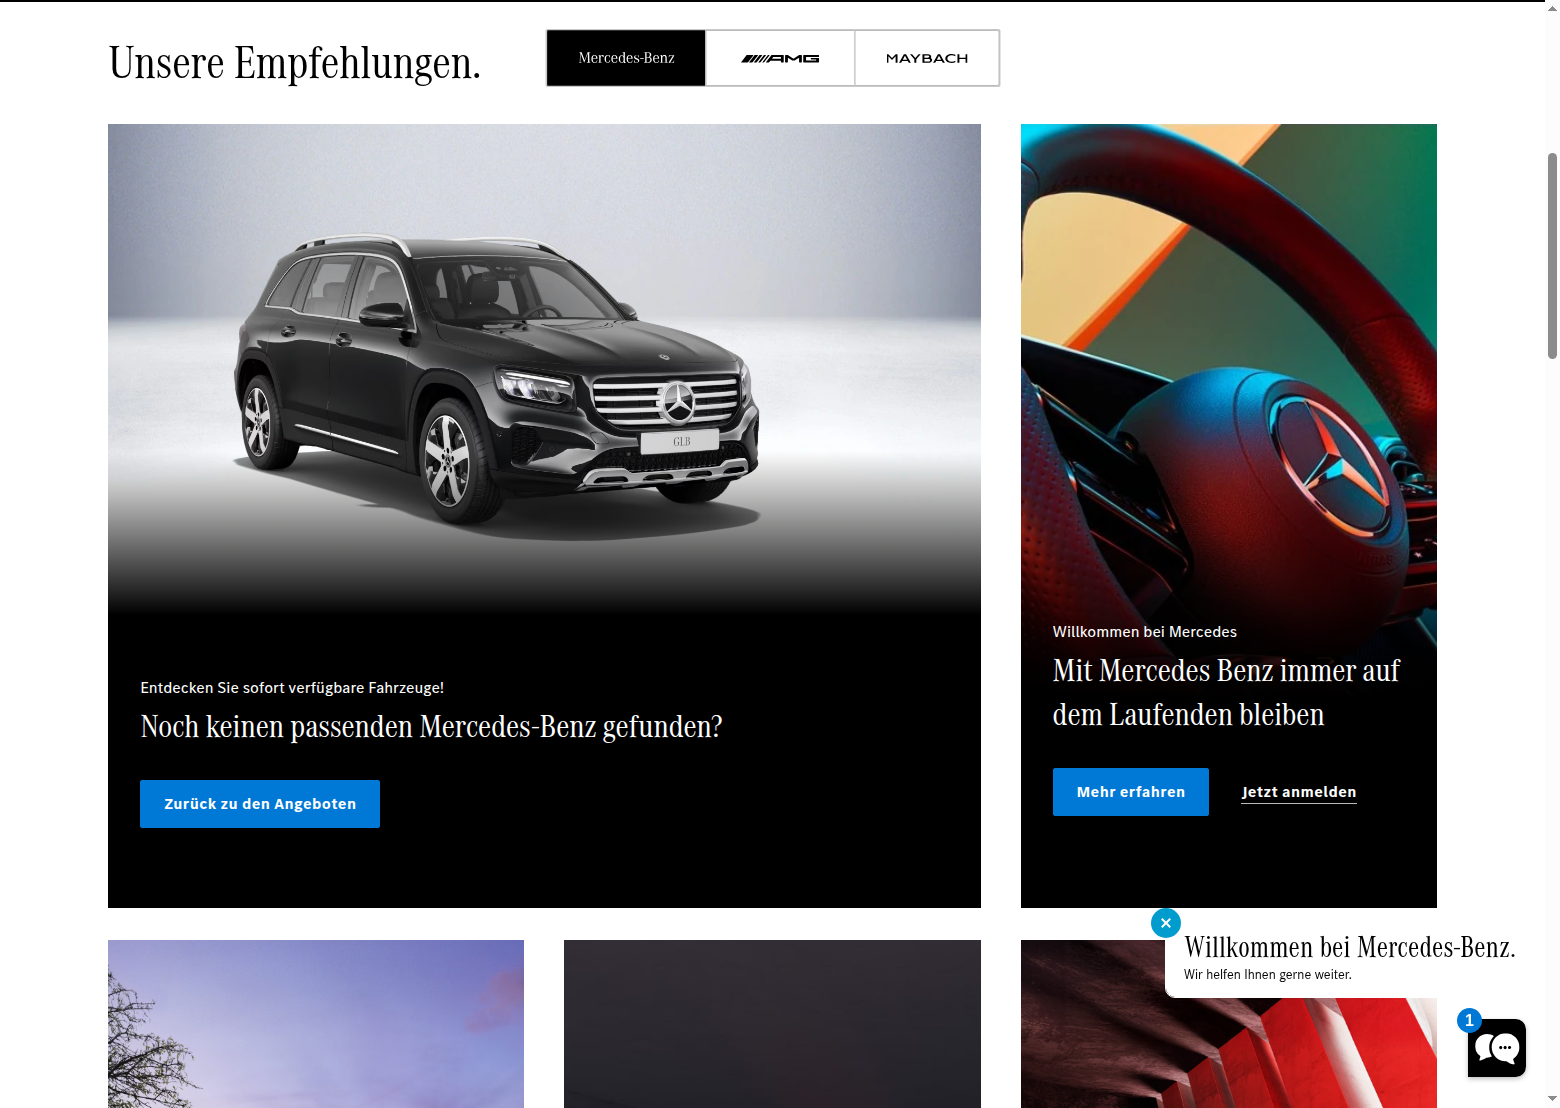 Unsere Empfehlungen.
Mercedes-Benz
AMG
MAYBACH
GLB
Entdecken Sie sofort verfügbare Fahrzeuge!
Noch keinen passenden Mercedes-Benz gefunden?
Zurück zu den Angeboten
Willkommen bei Mercedes
Mit Mercedes Benz immer auf
dem Laufenden bleiben
Mehr erfahren
Jetzt anmelden
Willkommen bei Mercedes-Benz.
Wir helfen Ihnen gerne weiter.
1